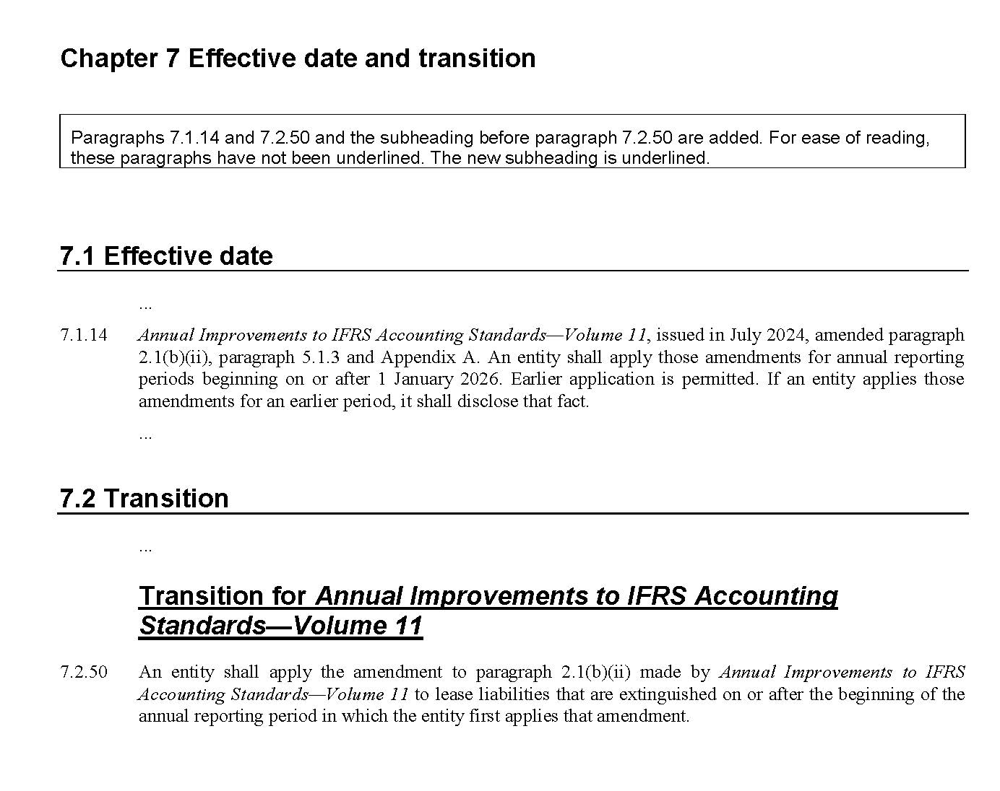 Chapter 7 Effective date and transition
Paragraphs 7.1.14 and 7.2.50 and the subheading before paragraph 7.2.50 are added. For ease of reading,
these paragraphs have not been underlined. The new subheading is underlined.
7.1 Effective date
...
7.1.14 Annual Improvements to IFRS Accounting Standards—Volume 11, issued in July 2024, amended paragraph
2.1(b)(ii), paragraph 5.1.3 and Appendix A. An entity shall apply those amendments for annual reporting
periods beginning on or after 1 January 2026. Earlier application is permitted. If an entity applies those
amendments for an earlier period, it shall disclose that fact.
...
7.2 Transition
...
Transition for Annual Improvements to IFRS Accounting
Standards—Volume 11
7.2.50 An entity shall apply the amendment to paragraph 2.1(b)(ii) made by Annual Improvements to IFRS
Accounting Standards—Volume 11 to lease liabilities that are extinguished on or after the beginning of the
annual reporting period in which the entity first applies that amendment.